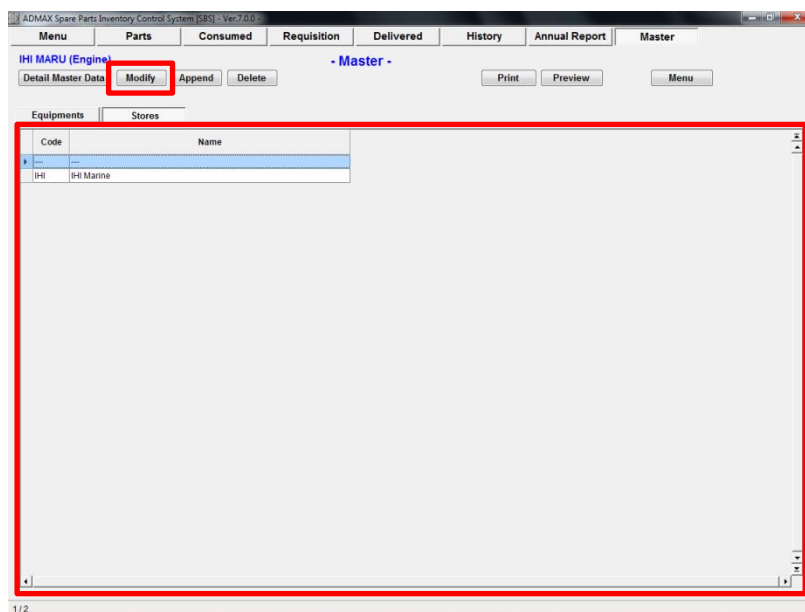 ADMAX Spare Parts Inventory Control System [SBS] - Ver.7.0.0 -
Menu Parts Consumed Requisition Delivered History Annual Report Master
IHI MARU (Engine) - Master -
Detail Master Data Modify Append Delete Print Preview Menu
Equipments Stores
Code Name
--- ---
IHI IHI Marine
1/2